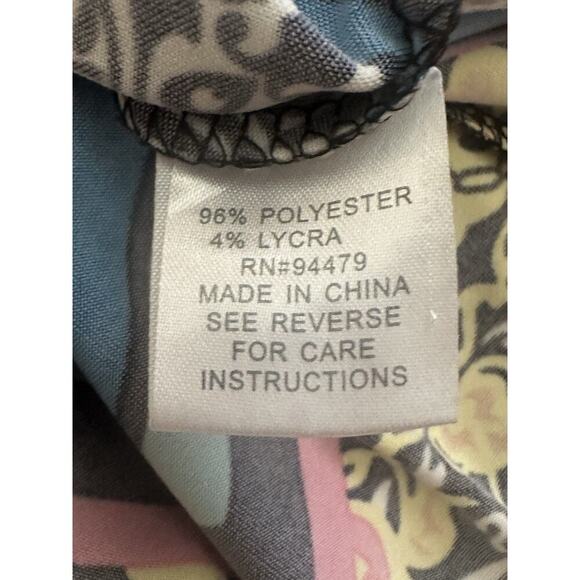 96% POLYESTER
4% LYCRA
RN#94479
MADE IN CHINA
SEE REVERSE
FOR CARE
INSTRUCTIONS